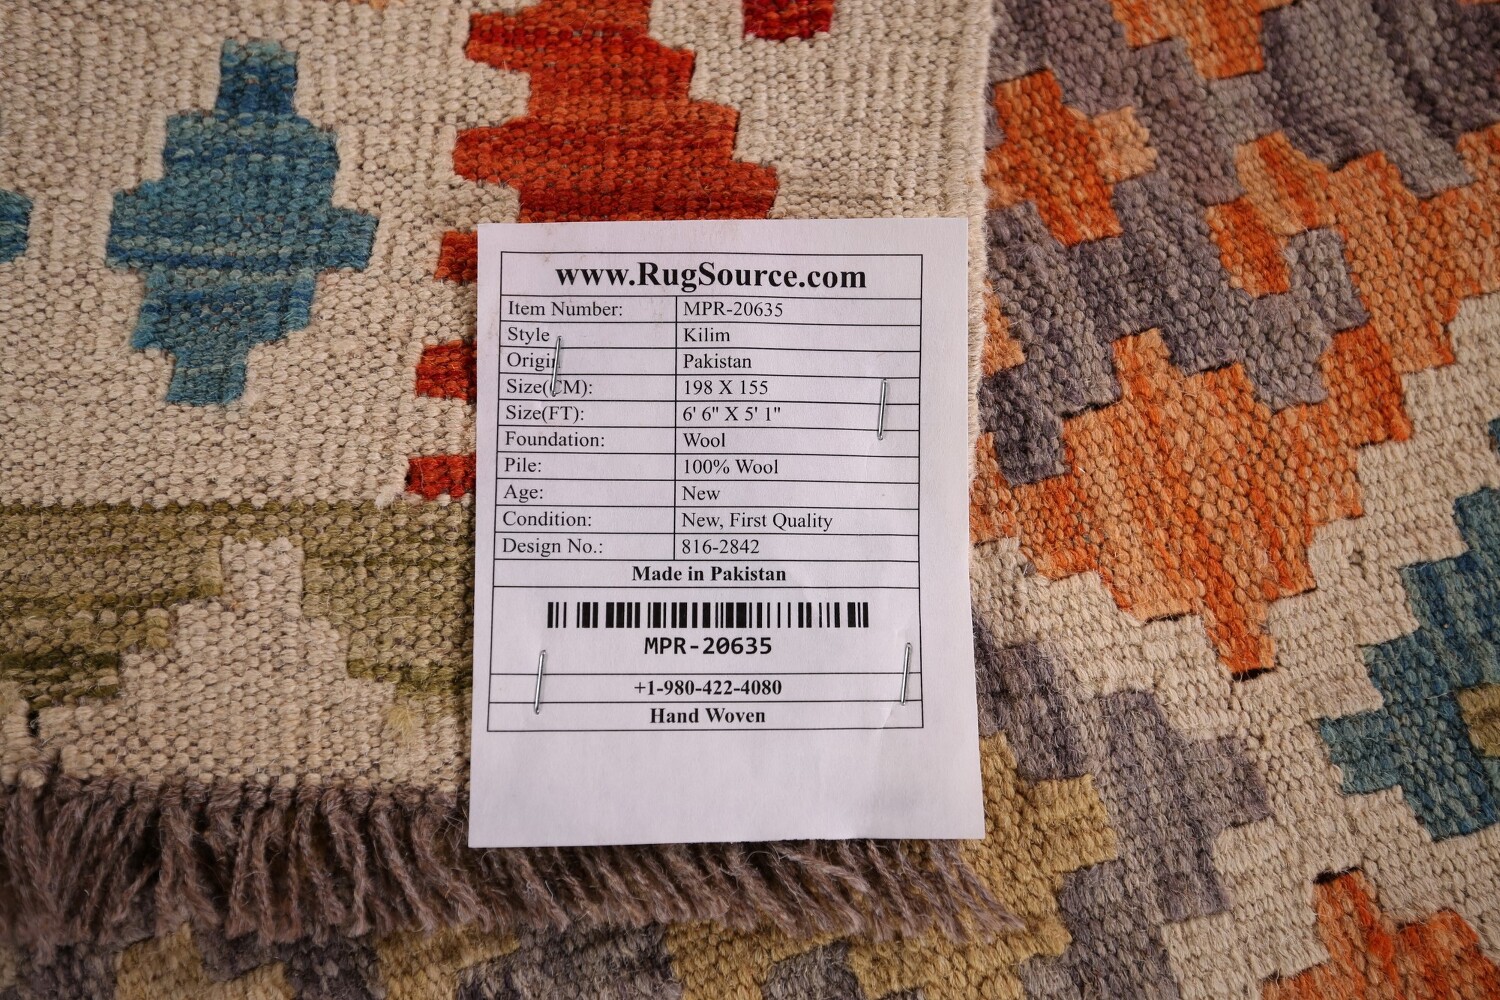 www.RugSource.com
Item Number: MPR-20635
Style Kilim
Origin Pakistan
Size(CM): 198 X 155
Size(FT): 6' 6" X 5' 1"
Foundation: Wool
Pile: 100% Wool
Age: New
Condition: New, First Quality
Design No.: 816-2842
Made in Pakistan
MPR-20635
+1-980-422-4080
Hand Woven